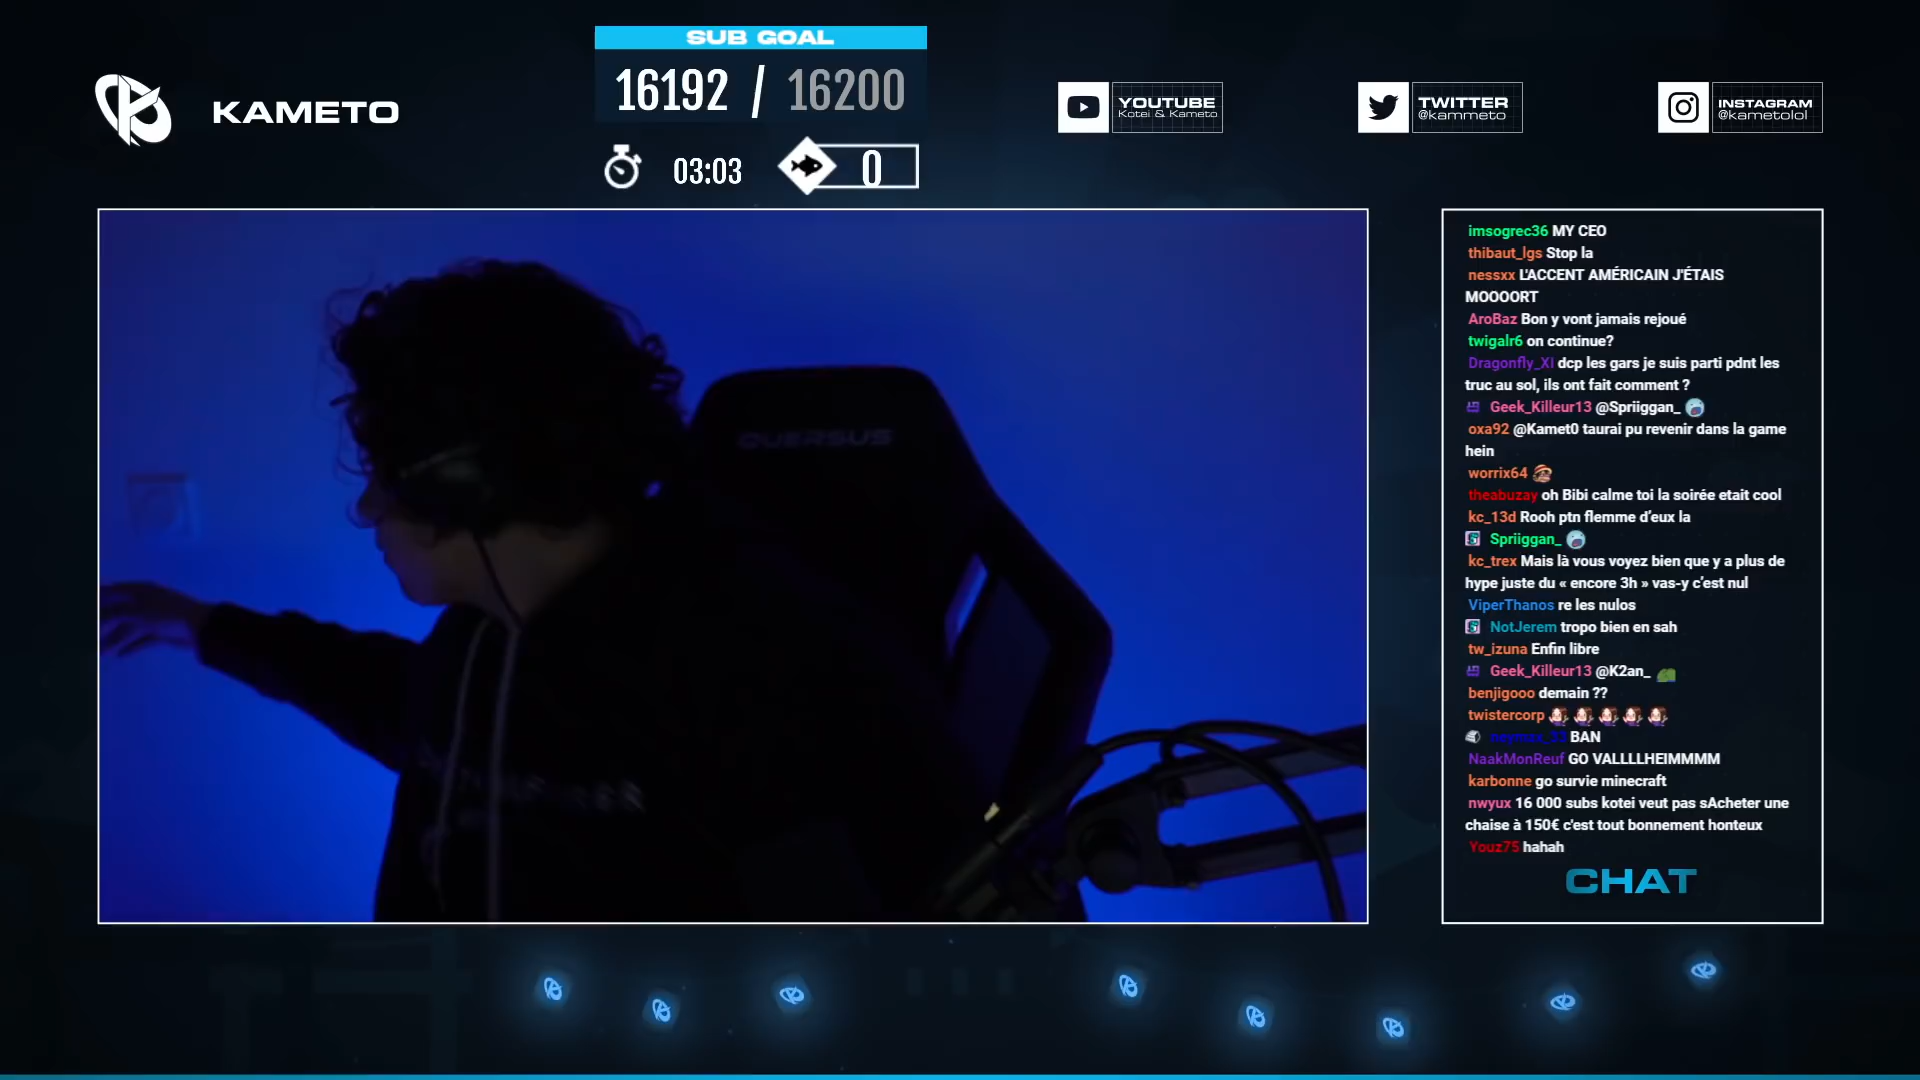 KAMETO
SUB GOAL
16192 / 16200
03:03
0
YOUTUBE
Kotei & Kameto
TWITTER
@kammeto
INSTAGRAM
@kametolol
QUERSUS
imsogrec36 MY CEO
thibaut_lgs Stop la
nessxx L'ACCENT AMÉRICAIN J'ÉTAIS
MOOOORT
AroBaz Bon y vont jamais rejoué
twigalr6 on continue?
Dragonfly_XI dcp les gars je suis parti pdnt les
truc au sol, ils ont fait comment ?
Geek_Killeur13 @Spriiggan_
oxa92 @Kamet0 taurai pu revenir dans la game
hein
worrix64
theabuzay oh Bibi calme toi la soirée etait cool
kc_13d Rooh ptn flemme d'eux la
Spriiggan_
kc_trex Mais là vous voyez bien que y a plus de
hype juste du « encore 3h » vas-y c'est nul
ViperThanos re les nulos
NotJerem tropo bien en sah
tw_izuna Enfin libre
Geek_Killeur13 @K2an_
benjigooo demain ??
twistercorp
BAN
NaakMonReuf GO VALLLLHEIMMMM
karbonne go survie minecraft
nwyux 16 000 subs kotei veut pas sAcheter une
chaise à 150€ c'est tout bonnement honteux
Youz75 hahah
CHAT